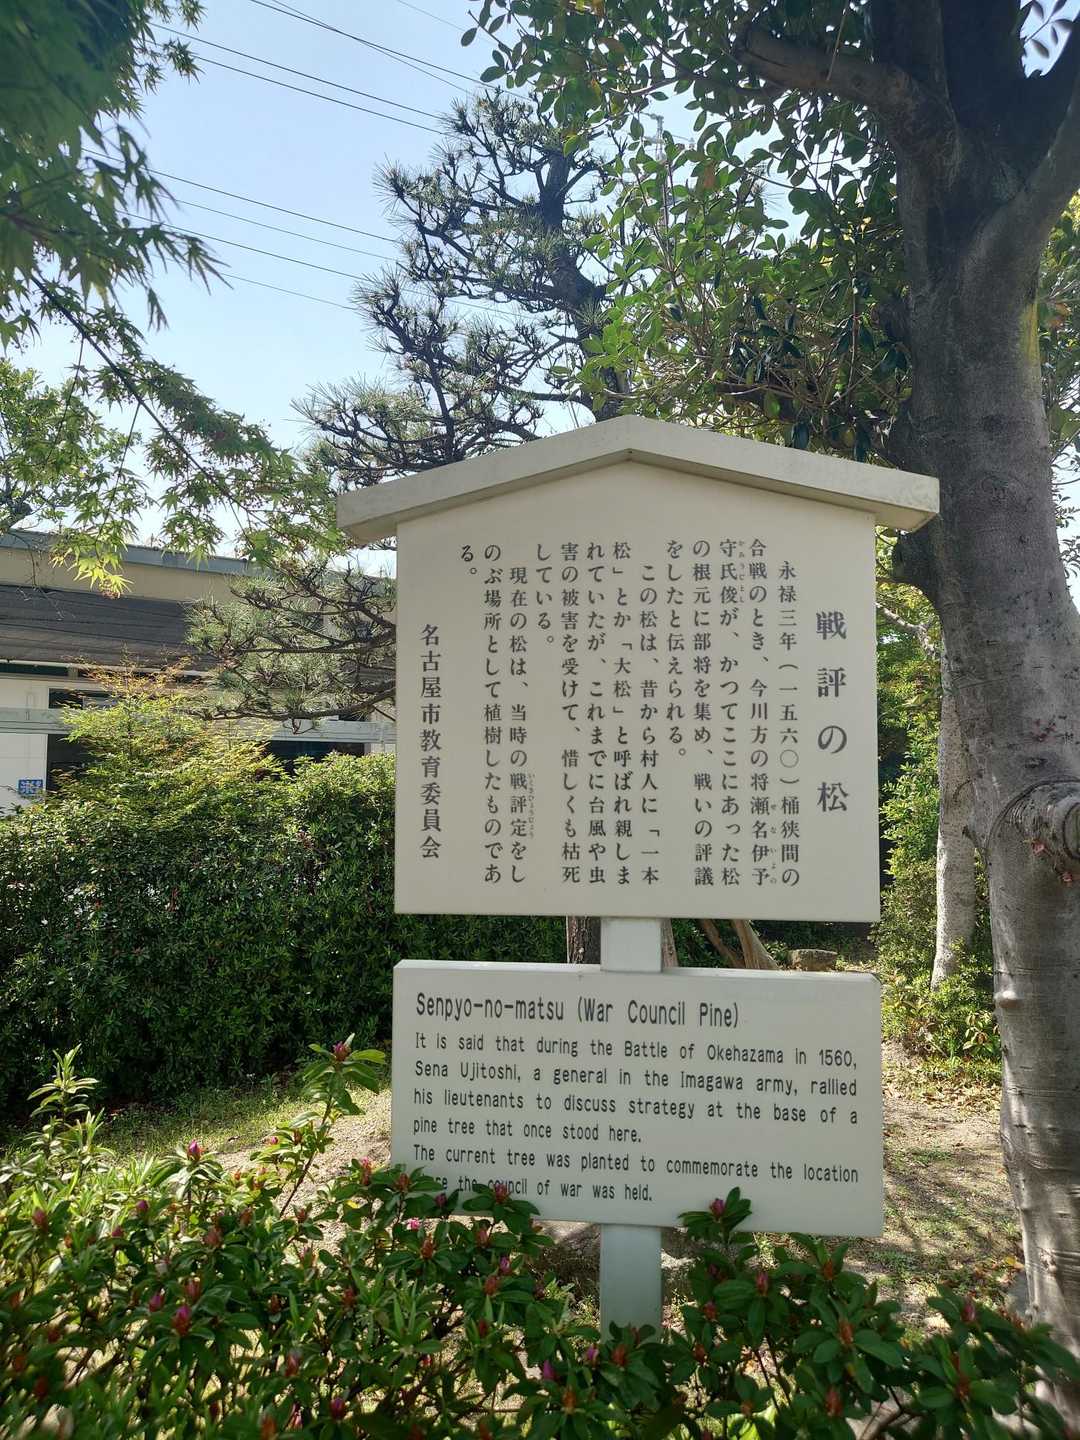 戦評の松
永禄三年(一五六〇)桶狭間の
合戦のとき、今川方の将瀬名伊予
守氏俊が、かつてここにあった松
の根元に部将を集め、戦いの評議
をしたと伝えられる。
この松は、昔から村人に「一本
松」とか「大松」と呼ばれ親しま
れていたが、これまでに台風や虫
害の被害を受けて、惜しくも枯死
している。
現在の松は、当時の戦評定をし
のぶ場所として植樹したものであ
る。
名古屋市教育委員会
Senpyo-no-matsu (War Council Pine)
It is said that during the Battle of Okehazama in 1560,
Sena Ujitoshi, a general in the Imagawa army, rallied
his lieutenants to discuss strategy at the base of a
pine tree that once stood here.
The current tree was planted to commemorate the location
the council of war was held.